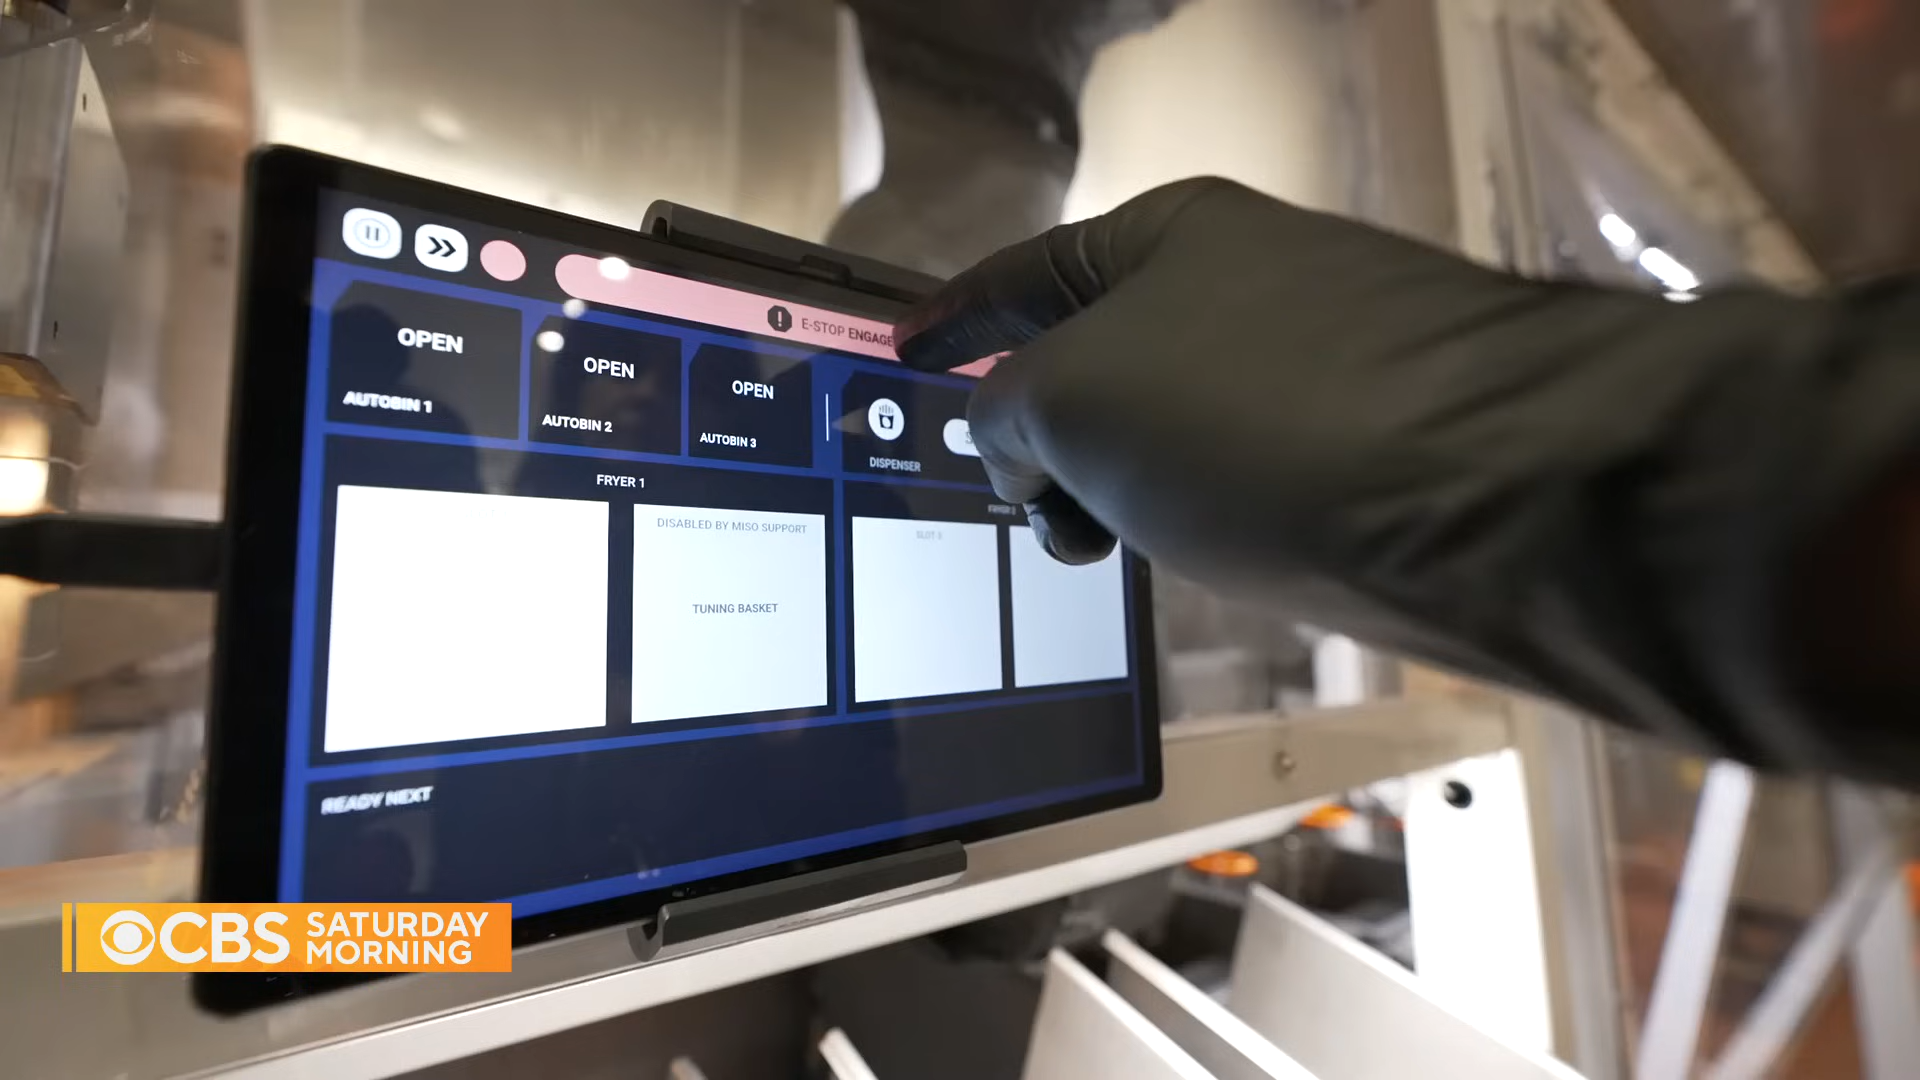 E-STOP ENGAGE
OPEN
AUTOBIN 1
OPEN
AUTOBIN 2
OPEN
AUTOBIN 3
DISPENSER
FRYER 1
DISABLED BY MISO SUPPORT
TUNING BASKET
READY NEXT
CBS SATURDAY
MORNING